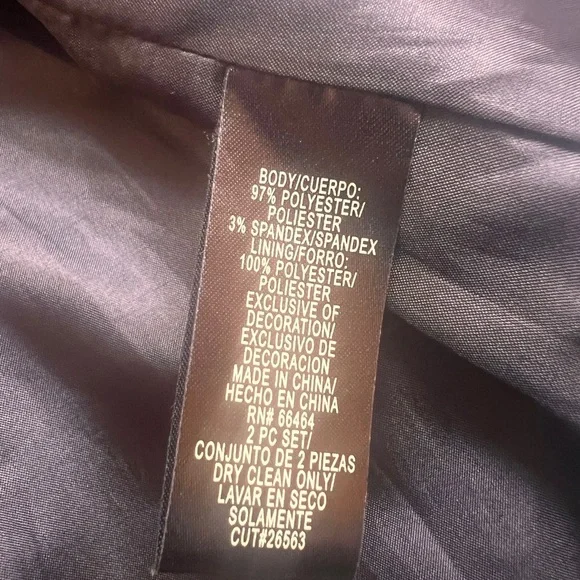 BODY/CUERPO:
97% POLYESTER/
POLIESTER
3% SPANDEX/SPANDEX
LINING/FORRO:
100% POLYESTER/
POLIESTER
EXCLUSIVE OF
DECORATION/
EXCLUSIVO DE
DECORACION
MADE IN CHINA/
HECHO EN CHINA
RN# 66464
2 PC SET/
CONJUNTO DE 2 PIEZAS
DRY CLEAN ONLY/
LAVAR EN SECO
SOLAMENTE
CUT#26563